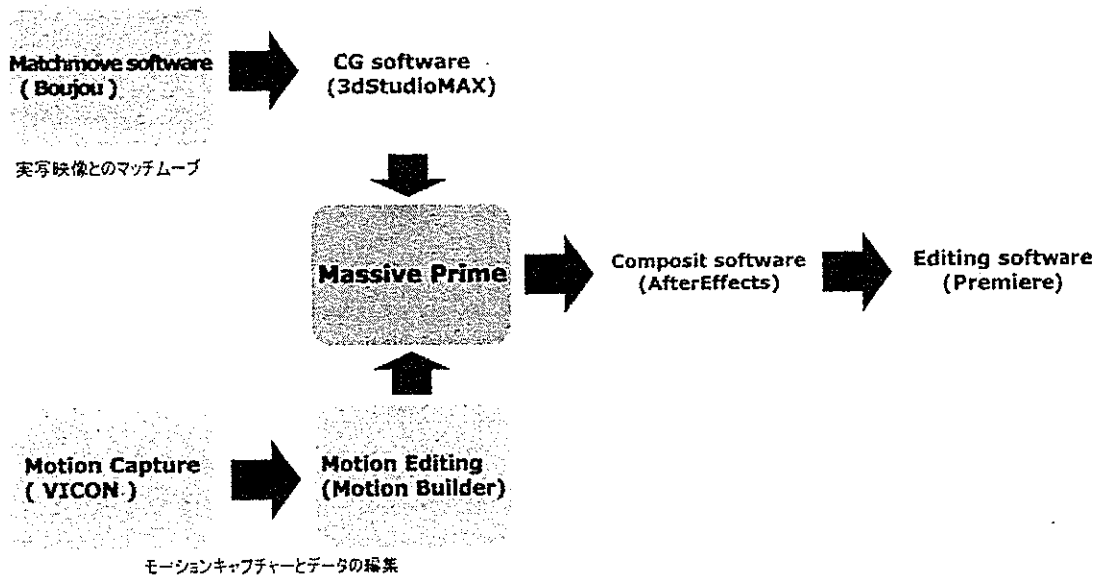 Matchmove software
( Boujou )
CG software
(3dStudioMAX)
実写映像とのマッチムーブ
Massive Prime
Composit software
(AfterEffects)
Editing software
(Premiere)
Motion Capture
( VICON )
Motion Editing
(Motion Builder)
モーションキャプチャーとデータの編集